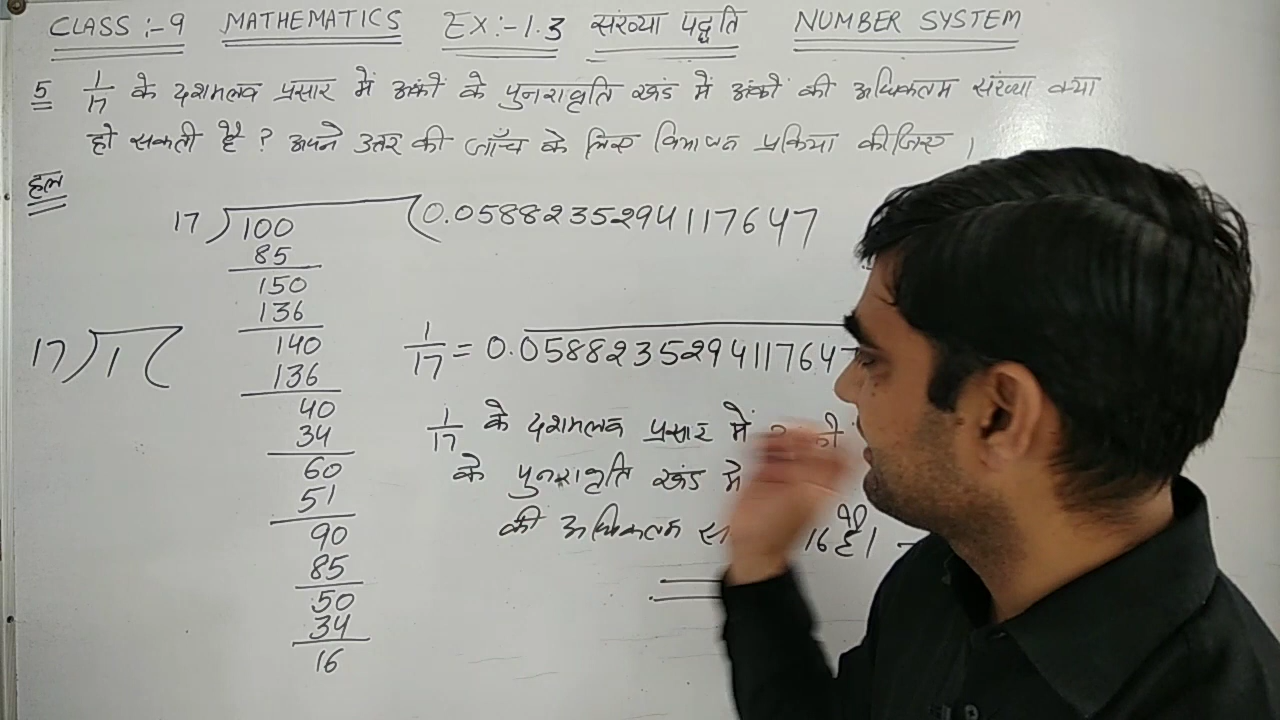 CLASS :- 9 MATHEMATICS EX:-1.3 संख्या पद्धति NUMBER SYSTEM
5 1/17 के दशमलव प्रसार में अंकों के पुनरावृत्ति खंड में अंकों की अधिकतम संख्या क्या
हो सकती है ? अपने उत्तर की जाँच के लिए विभाजन प्रक्रिया कीजिए ।
हल
17 ) 100 ( 0.0588235294117647
85
150
136
140
136
40
34
60
51
90
85
50
34
16
17 ) 1 (
1/17 = 0.0588235294117647
1/17 के दशमलव प्रसार में की
के पुनरावृत्ति खंड में
की अधिकतम 16 है।